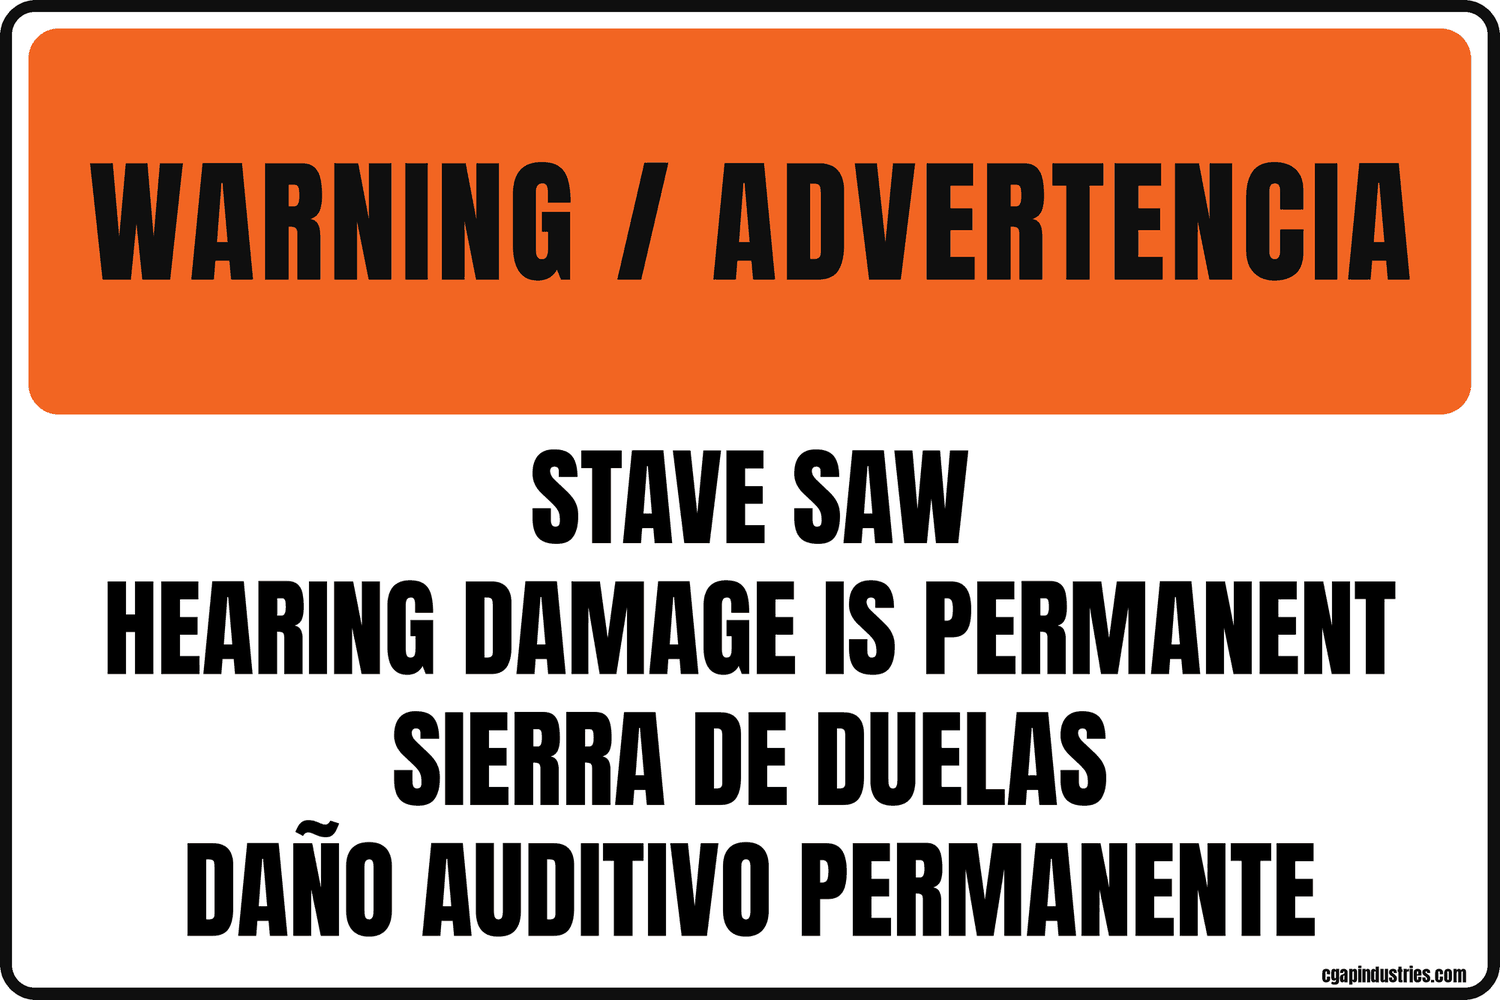 WARNING / ADVERTENCIA
STAVE SAW
HEARING DAMAGE IS PERMANENT
SIERRA DE DUELAS
DAÑO AUDITIVO PERMANENTE
cgapindustries.com